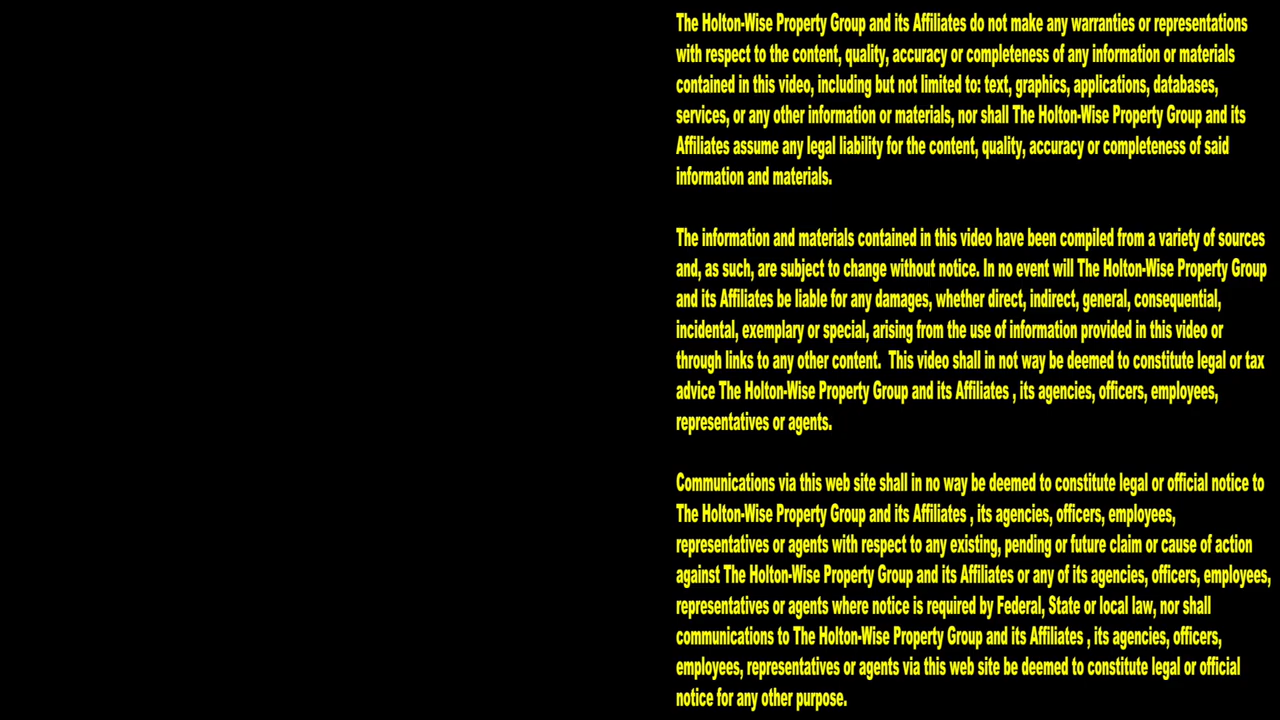 The Holton-Wise Property Group and its Affiliates do not make any warranties or representations
with respect to the content, quality, accuracy or completeness of any information or materials
contained in this video, including but not limited to: text, graphics, applications, databases,
services, or any other information or materials, nor shall The Holton-Wise Property Group and its
Affiliates assume any legal liability for the content, quality, accuracy or completeness of said
information and materials.
The information and materials contained in this video have been compiled from a variety of sources
and, as such, are subject to change without notice. In no event will The Holton-Wise Property Group
and its Affiliates be liable for any damages, whether direct, indirect, general, consequential,
incidental, exemplary or special, arising from the use of information provided in this video or
through links to any other content.  This video shall in not way be deemed to constitute legal or tax
advice The Holton-Wise Property Group and its Affiliates , its agencies, officers, employees,
representatives or agents.
Communications via this web site shall in no way be deemed to constitute legal or official notice to
The Holton-Wise Property Group and its Affiliates , its agencies, officers, employees,
representatives or agents with respect to any existing, pending or future claim or cause of action
against The Holton-Wise Property Group and its Affiliates or any of its agencies, officers, employees,
representatives or agents where notice is required by Federal, State or local law, nor shall
communications to The Holton-Wise Property Group and its Affiliates , its agencies, officers,
employees, representatives or agents via this web site be deemed to constitute legal or official
notice for any other purpose.